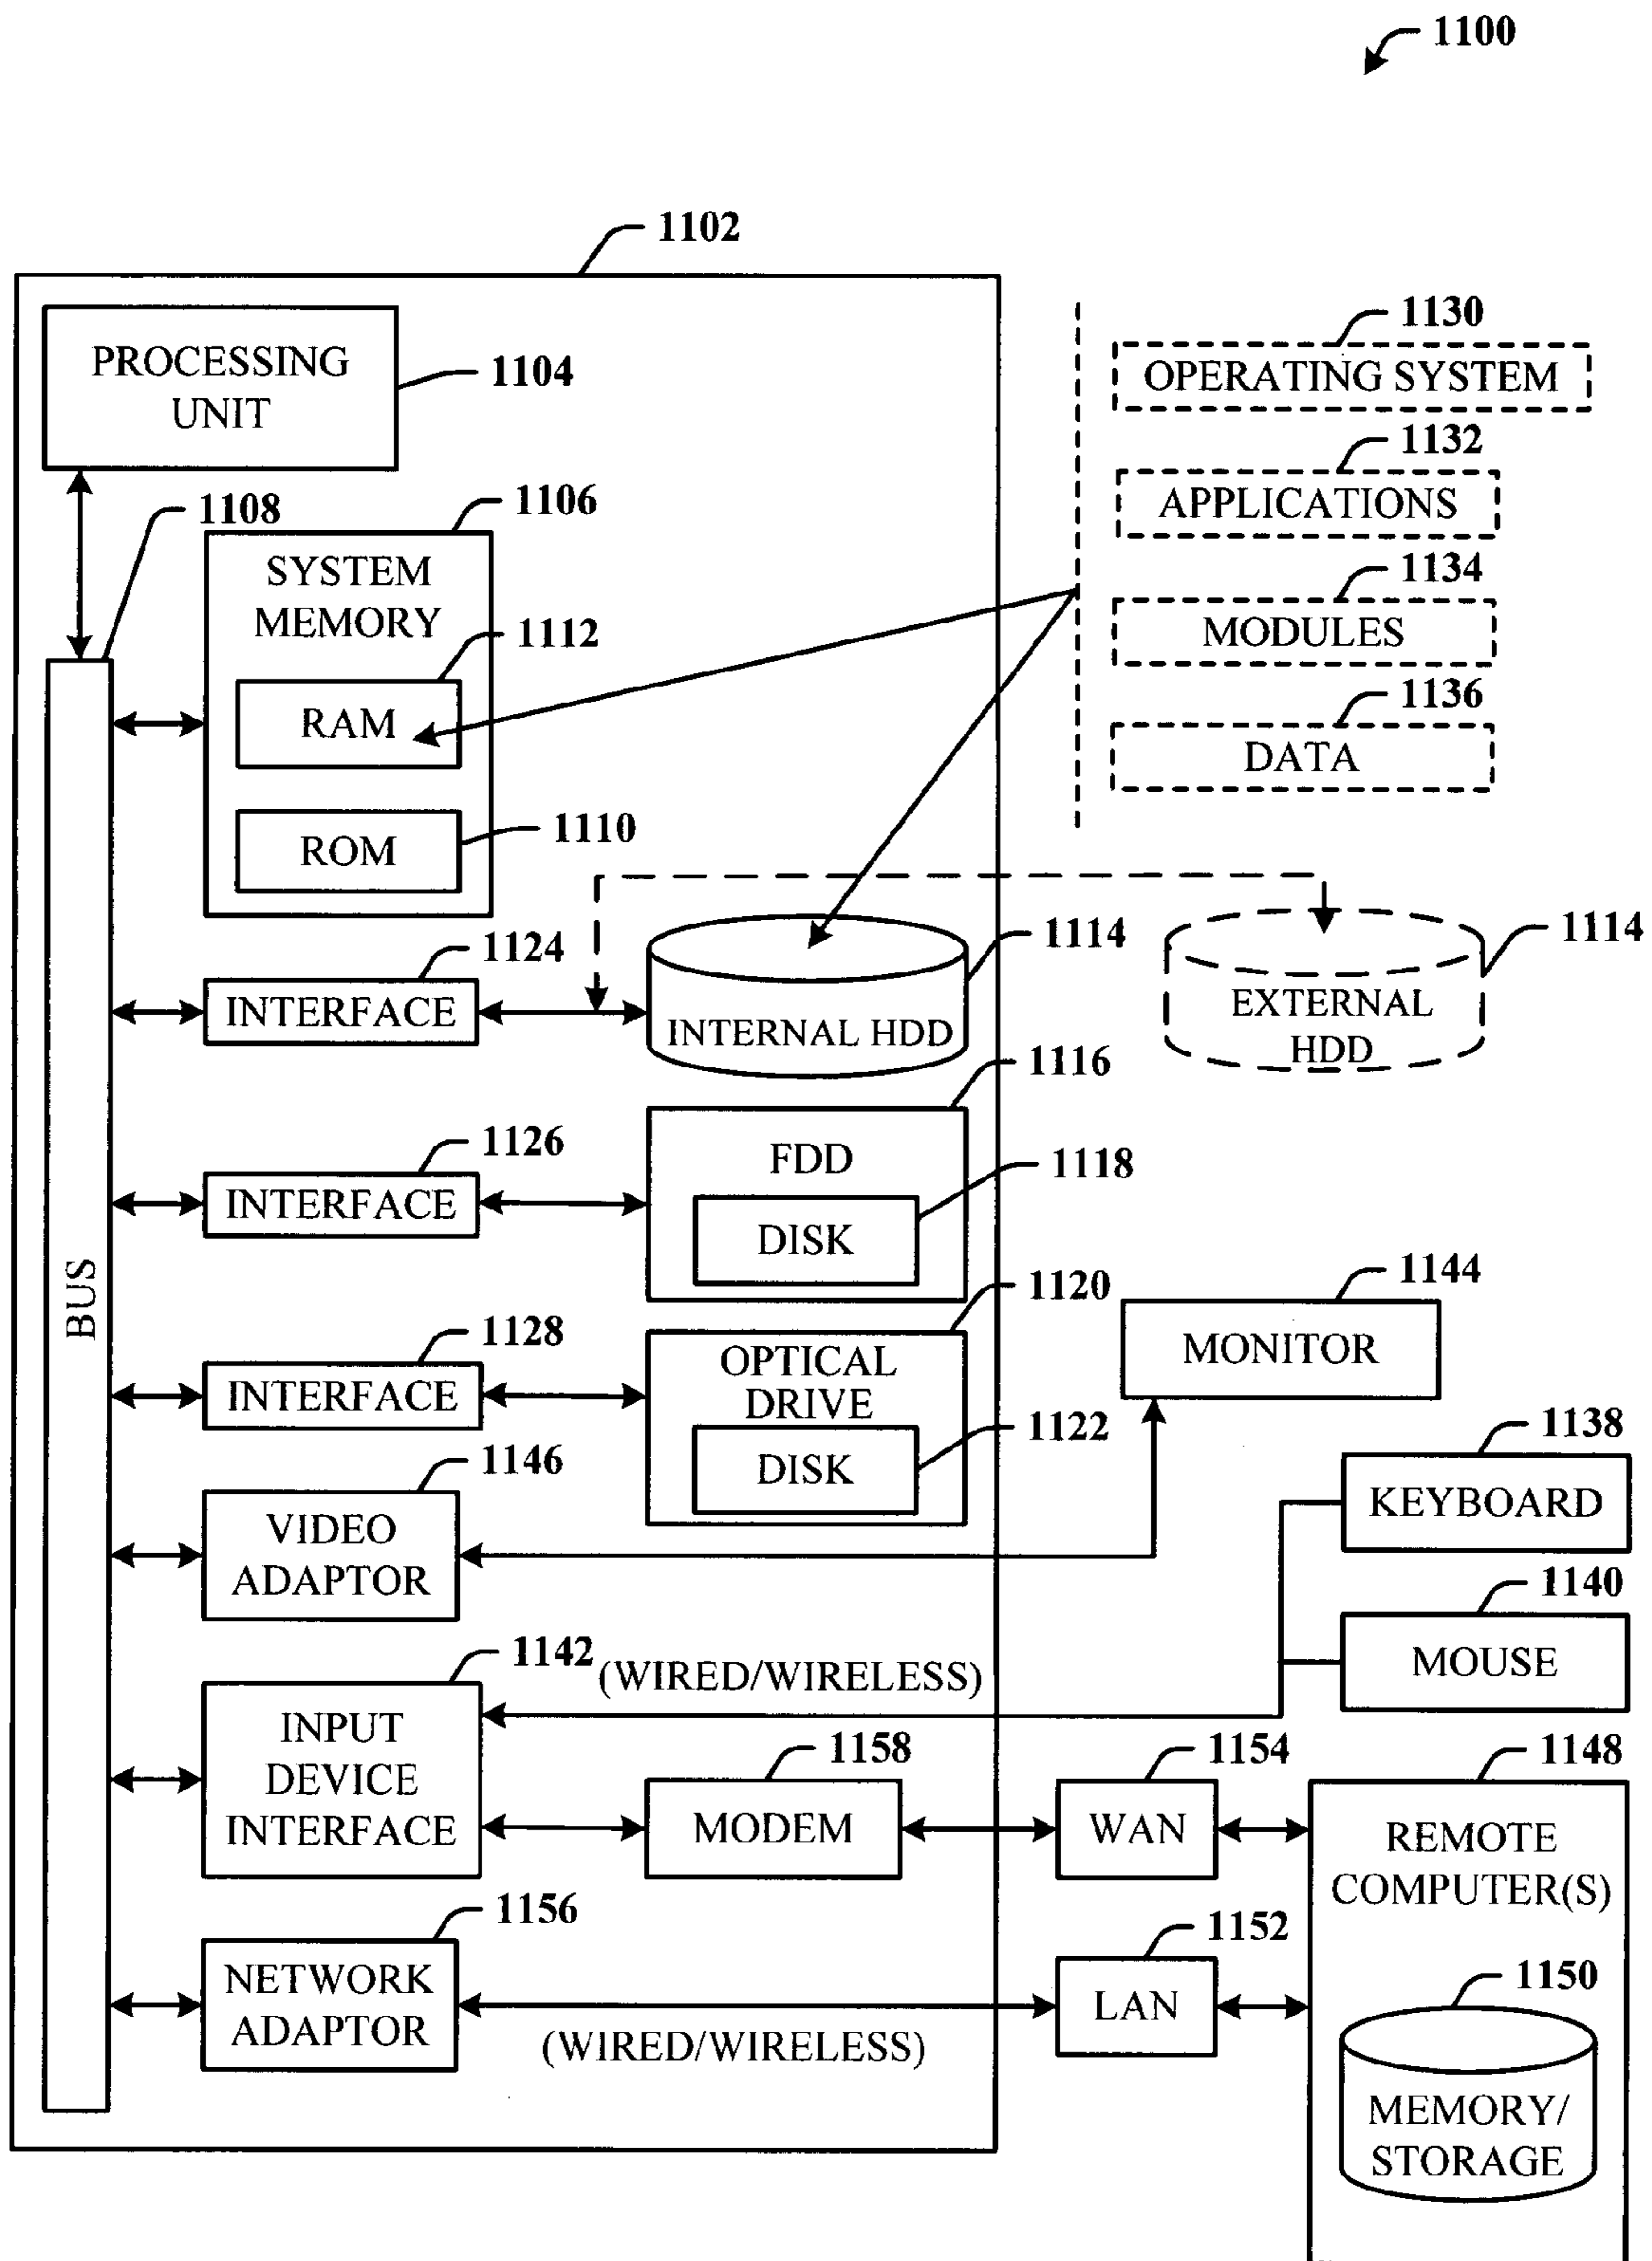 1100
1102
PROCESSING
UNIT
1104
1130
OPERATING SYSTEM
1132
APPLICATIONS
1134
MODULES
1136
DATA
1108
1106
SYSTEM
MEMORY
1112
RAM
1110
ROM
BUS
1124
INTERFACE
1114
INTERNAL HDD
1114
EXTERNAL
HDD
1126
INTERFACE
1116
FDD
1118
DISK
1128
INTERFACE
1120
OPTICAL
DRIVE
1122
DISK
1144
MONITOR
1146
VIDEO
ADAPTOR
1138
KEYBOARD
1140
MOUSE
1142
(WIRED/WIRELESS)
INPUT
DEVICE
INTERFACE
1158
MODEM
1154
WAN
1148
REMOTE
COMPUTER(S)
1156
NETWORK
ADAPTOR
(WIRED/WIRELESS)
1152
LAN
1150
MEMORY/
STORAGE